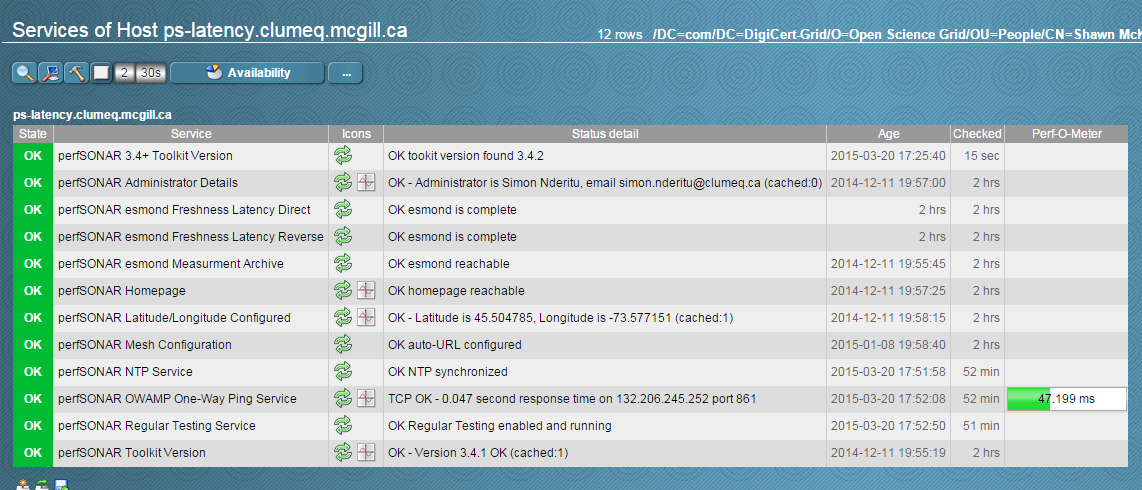 Services of Host ps-latency.clumeq.mcgill.ca
12 rows /DC=com/DC=DigiCert-Grid/O=Open Science Grid/OU=People/CN=Shawn McK
2 30s Availability ...
ps-latency.clumeq.mcgill.ca
State Service Icons Status detail Age Checked Perf-O-Meter
OK perfSONAR 3.4+ Toolkit Version OK tookit version found 3.4.2 2015-03-20 17:25:40 15 sec
OK perfSONAR Administrator Details OK - Administrator is Simon Nderitu, email simon.nderitu@clumeq.ca (cached:0) 2014-12-11 19:57:00 2 hrs
OK perfSONAR esmond Freshness Latency Direct OK esmond is complete 2 hrs 2 hrs
OK perfSONAR esmond Freshness Latency Reverse OK esmond is complete 2 hrs 2 hrs
OK perfSONAR esmond Measurment Archive OK esmond reachable 2014-12-11 19:55:45 2 hrs
OK perfSONAR Homepage OK homepage reachable 2014-12-11 19:57:25 2 hrs
OK perfSONAR Latitude/Longitude Configured OK - Latitude is 45.504785, Longitude is -73.577151 (cached:1) 2014-12-11 19:58:15 2 hrs
OK perfSONAR Mesh Configuration OK auto-URL configured 2015-01-08 19:58:40 2 hrs
OK perfSONAR NTP Service OK NTP synchronized 2015-03-20 17:51:58 52 min
OK perfSONAR OWAMP One-Way Ping Service TCP OK - 0.047 second response time on 132.206.245.252 port 861 2015-03-20 17:52:08 52 min 47.199 ms
OK perfSONAR Regular Testing Service OK Regular Testing enabled and running 2015-03-20 17:52:50 51 min
OK perfSONAR Toolkit Version OK - Version 3.4.1 OK (cached:1) 2014-12-11 19:55:19 2 hrs